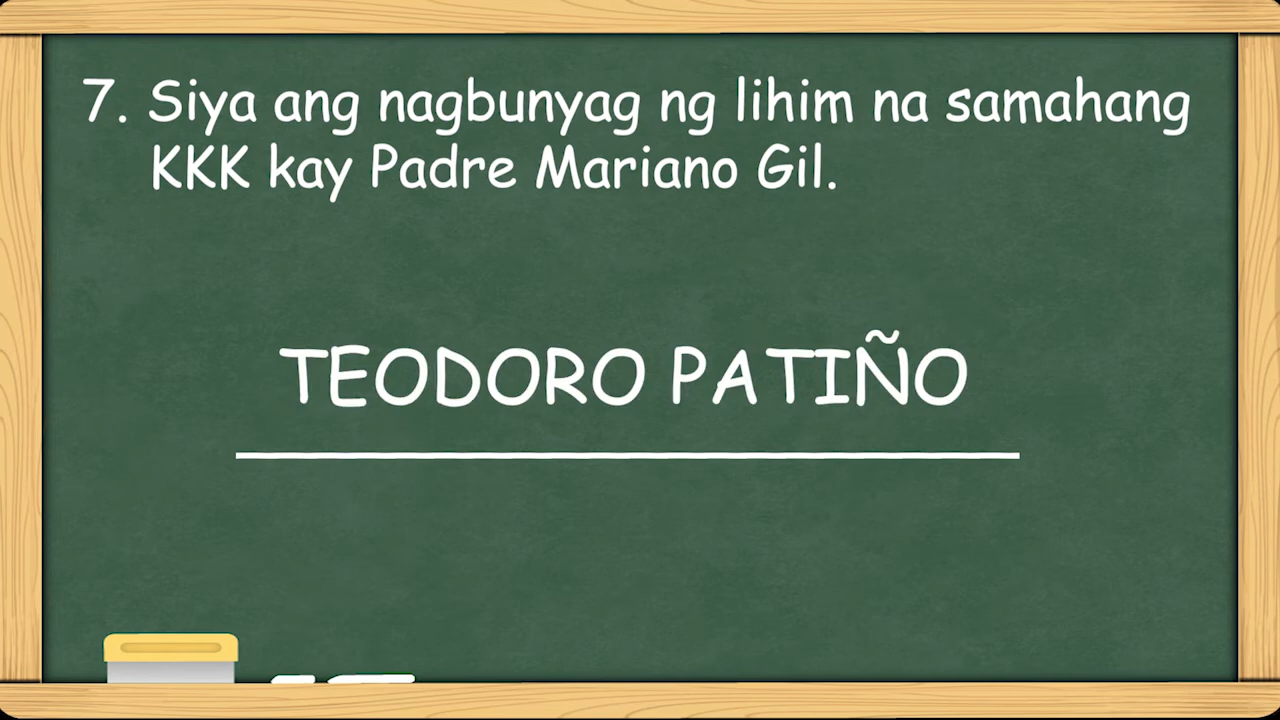 7. Siya ang nagbunyag ng lihim na samahang
KKK kay Padre Mariano Gil.
TEODORO PATIÑO